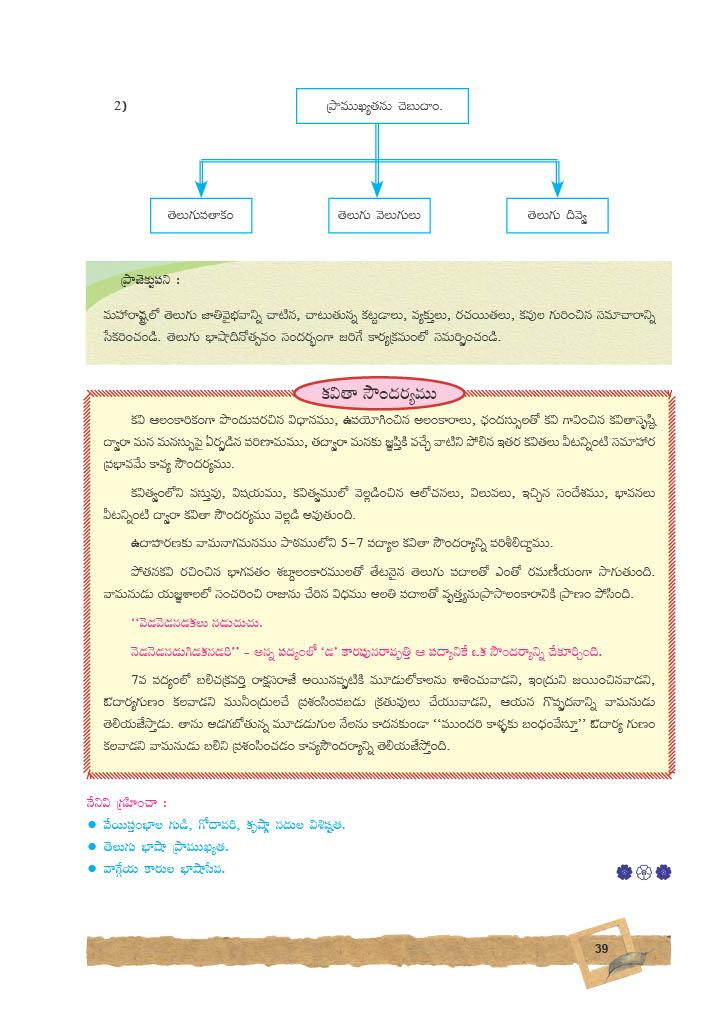 2)
ప్రాముఖ్యతను చెబుదాం.
తెలుగుపతాకం
తెలుగు వెలుగులు
తెలుగు దివ్వె
ప్రాజెక్టుపని :
మహారాష్ట్రలో తెలుగు జాతివైభవాన్ని చాటిన, చాటుతున్న కట్టడాలు, వ్యక్తులు, రచయితలు, కవుల గురించిన సమాచారాన్ని
సేకరించండి. తెలుగు భాషాదినోత్సవం సందర్భంగా జరిగే కార్యక్రమంలో సమర్పించండి.
కవితా సౌందర్యము
కవి ఆలంకారికంగా పొందుపరచిన విధానము, ఉపయోగించిన అలంకారాలు, ఛందస్సులతో కవి గావించిన కవితాసృష్టి
ద్వారా మన మనస్సుపై ఏర్పడిన పరిణామము, తద్వారా మనకు జ్ఞప్తికి వచ్చే వాటిని పోలిన ఇతర కవితలు వీటన్నింటి సమాహార
ప్రభావమే కావ్య సౌందర్యము.
కవిత్వంలోని వస్తువు, విషయము, కవిత్వములో వెల్లడించిన ఆలోచనలు, విలువలు, ఇచ్చిన సందేశము, భావనలు
వీటన్నింటి ద్వారా కవితా సౌందర్యము వెల్లడి అవుతుంది.
ఉదాహరణకు వామనాగమనము పాఠములోని 5-7 పద్యాల కవితా సౌందర్యాన్ని పరిశీలిద్దాము.
పోతనకవి రచించిన భాగవతం శబ్దాలంకారములతో తేటనైన తెలుగు పదాలతో ఎంతో రమణీయంగా సాగుతుంది.
వామనుడు యజ్ఞశాలలో సంచరించి రాజును చేరిన విధము అలతి పదాలతో వృత్త్యనుప్రాసాలంకారానికి ప్రాణం పోసింది.
‘‘వెడవెడనడకలు నడుచుచు.
నెడనెడనడుగిడకనడరి’’ - అన్న పద్యంలో ‘డ’ కారపునరావృత్తి ఆ పద్యానికే ఒక సౌందర్యాన్ని చేకూర్చింది.
7వ పద్యంలో బలిచక్రవర్తి రాక్షసరాజే అయినప్పటికి మూడులోకాలను శాశించువాడని, ఇంద్రుని జయించినవాడని,
ఔదార్యగుణం కలవాడని మునీంద్రులచే ప్రశంసింపబడు క్రతువులు చేయువాడని, ఆయన గొప్పదనాన్ని వామనుడు
తెలియజేస్తాడు. తాను అడగబోతున్న మూడడుగుల నేలను కాదనకుండా ‘‘ముందరి కాళ్ళకు బంధంవేస్తూ’’ ఔదార్య గుణం
కలవాడని వామనుడు బలిని ప్రశంసించడం కావ్యసౌందర్యాన్ని తెలియజేస్తోంది.
నేనివి గ్రహించా :
● వేయిస్తంభాల గుడి, గోదావరి, కృష్ణా నదుల విశిష్టత.
● తెలుగు భాషా ప్రాముఖ్యత.
● వాగ్గేయ కారుల భాషాసేవ.
39